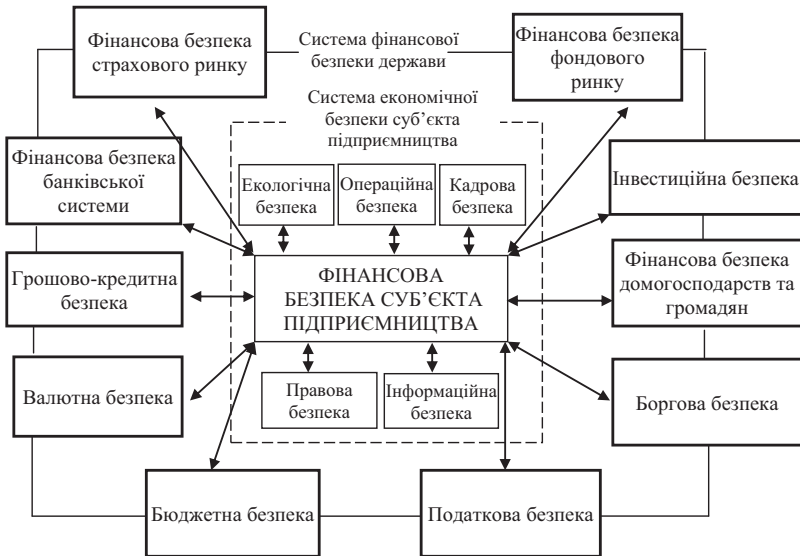 Фінансова безпека
страхового ринку
Система фінансової
безпеки держави
Фінансова безпека
фондового
ринку
Система економічної
безпеки суб’єкта
підприємництва
Фінансова безпека
банківської
системи
Екологічна
безпека
Операційна
безпека
Кадрова
безпека
Інвестиційна безпека
Грошово-кредитна
безпека
ФІНАНСОВА
БЕЗПЕКА СУБ’ЄКТА
ПІДПРИЄМНИЦТВА
Фінансова безпека
домогосподарств та
громадян
Валютна безпека
Правова
безпека
Інформаційна
безпека
Боргова безпека
Бюджетна безпека
Податкова безпека